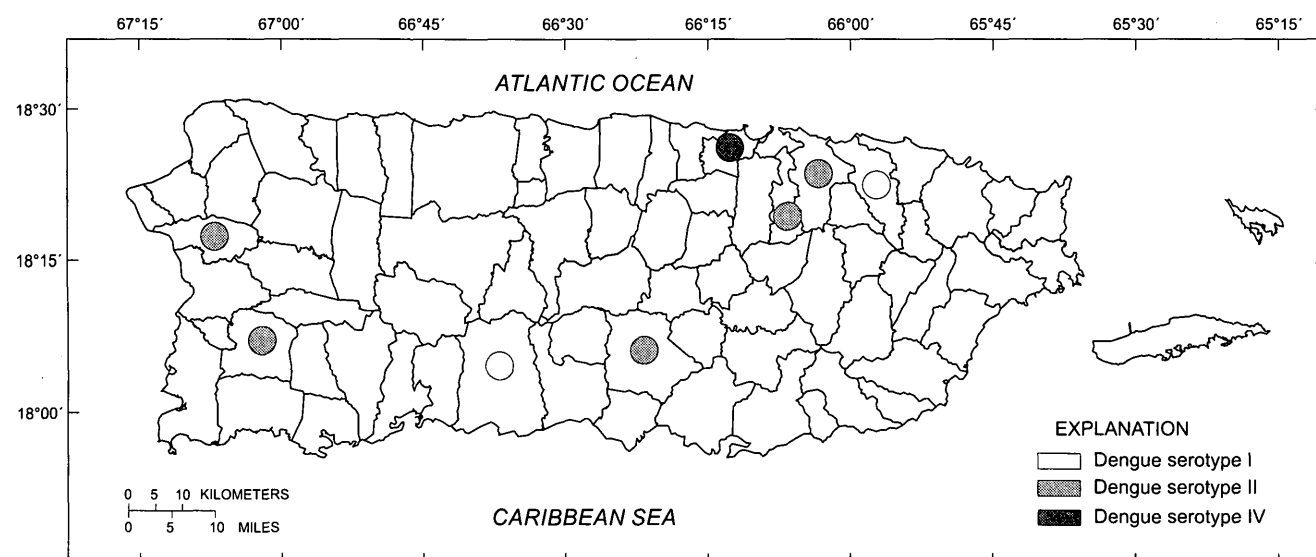 67°15′ 67°00′ 66°45′ 66°30′ 66°15′ 66°00′ 65°45′ 65°30′ 65°15′
ATLANTIC OCEAN
18°30′
18°15′
18°00′
EXPLANATION
Dengue serotype I
Dengue serotype II
Dengue serotype IV
0 5 10 KILOMETERS
0 5 10 MILES
CARIBBEAN SEA